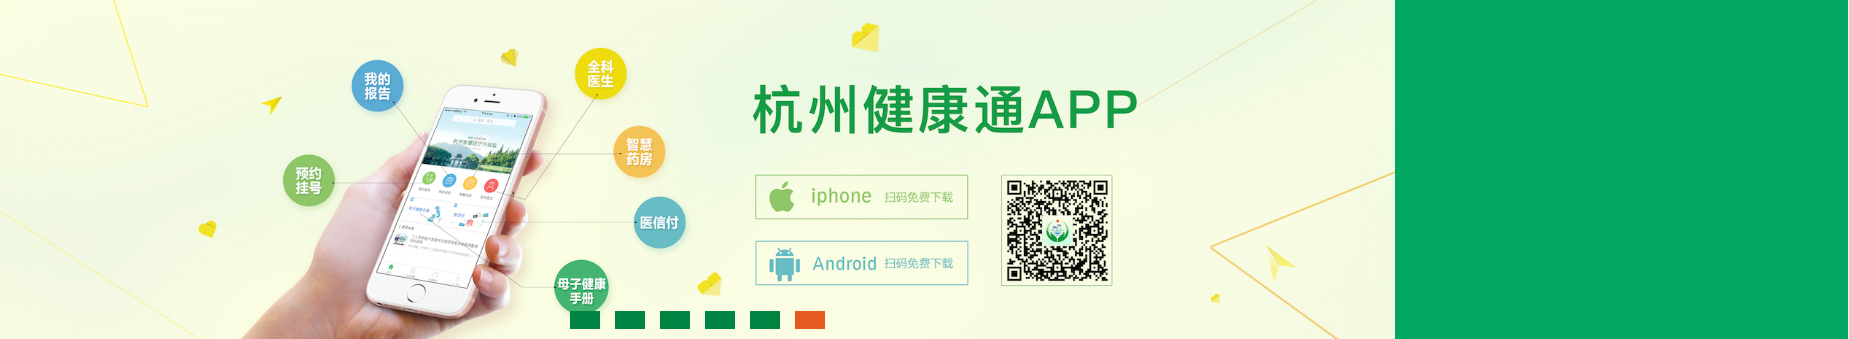 我的
报告
全科
医生
预约
挂号
智慧
药房
医信付
母子健康
手册
杭州健康通APP
iphone 扫码免费下载
Android 扫码免费下载